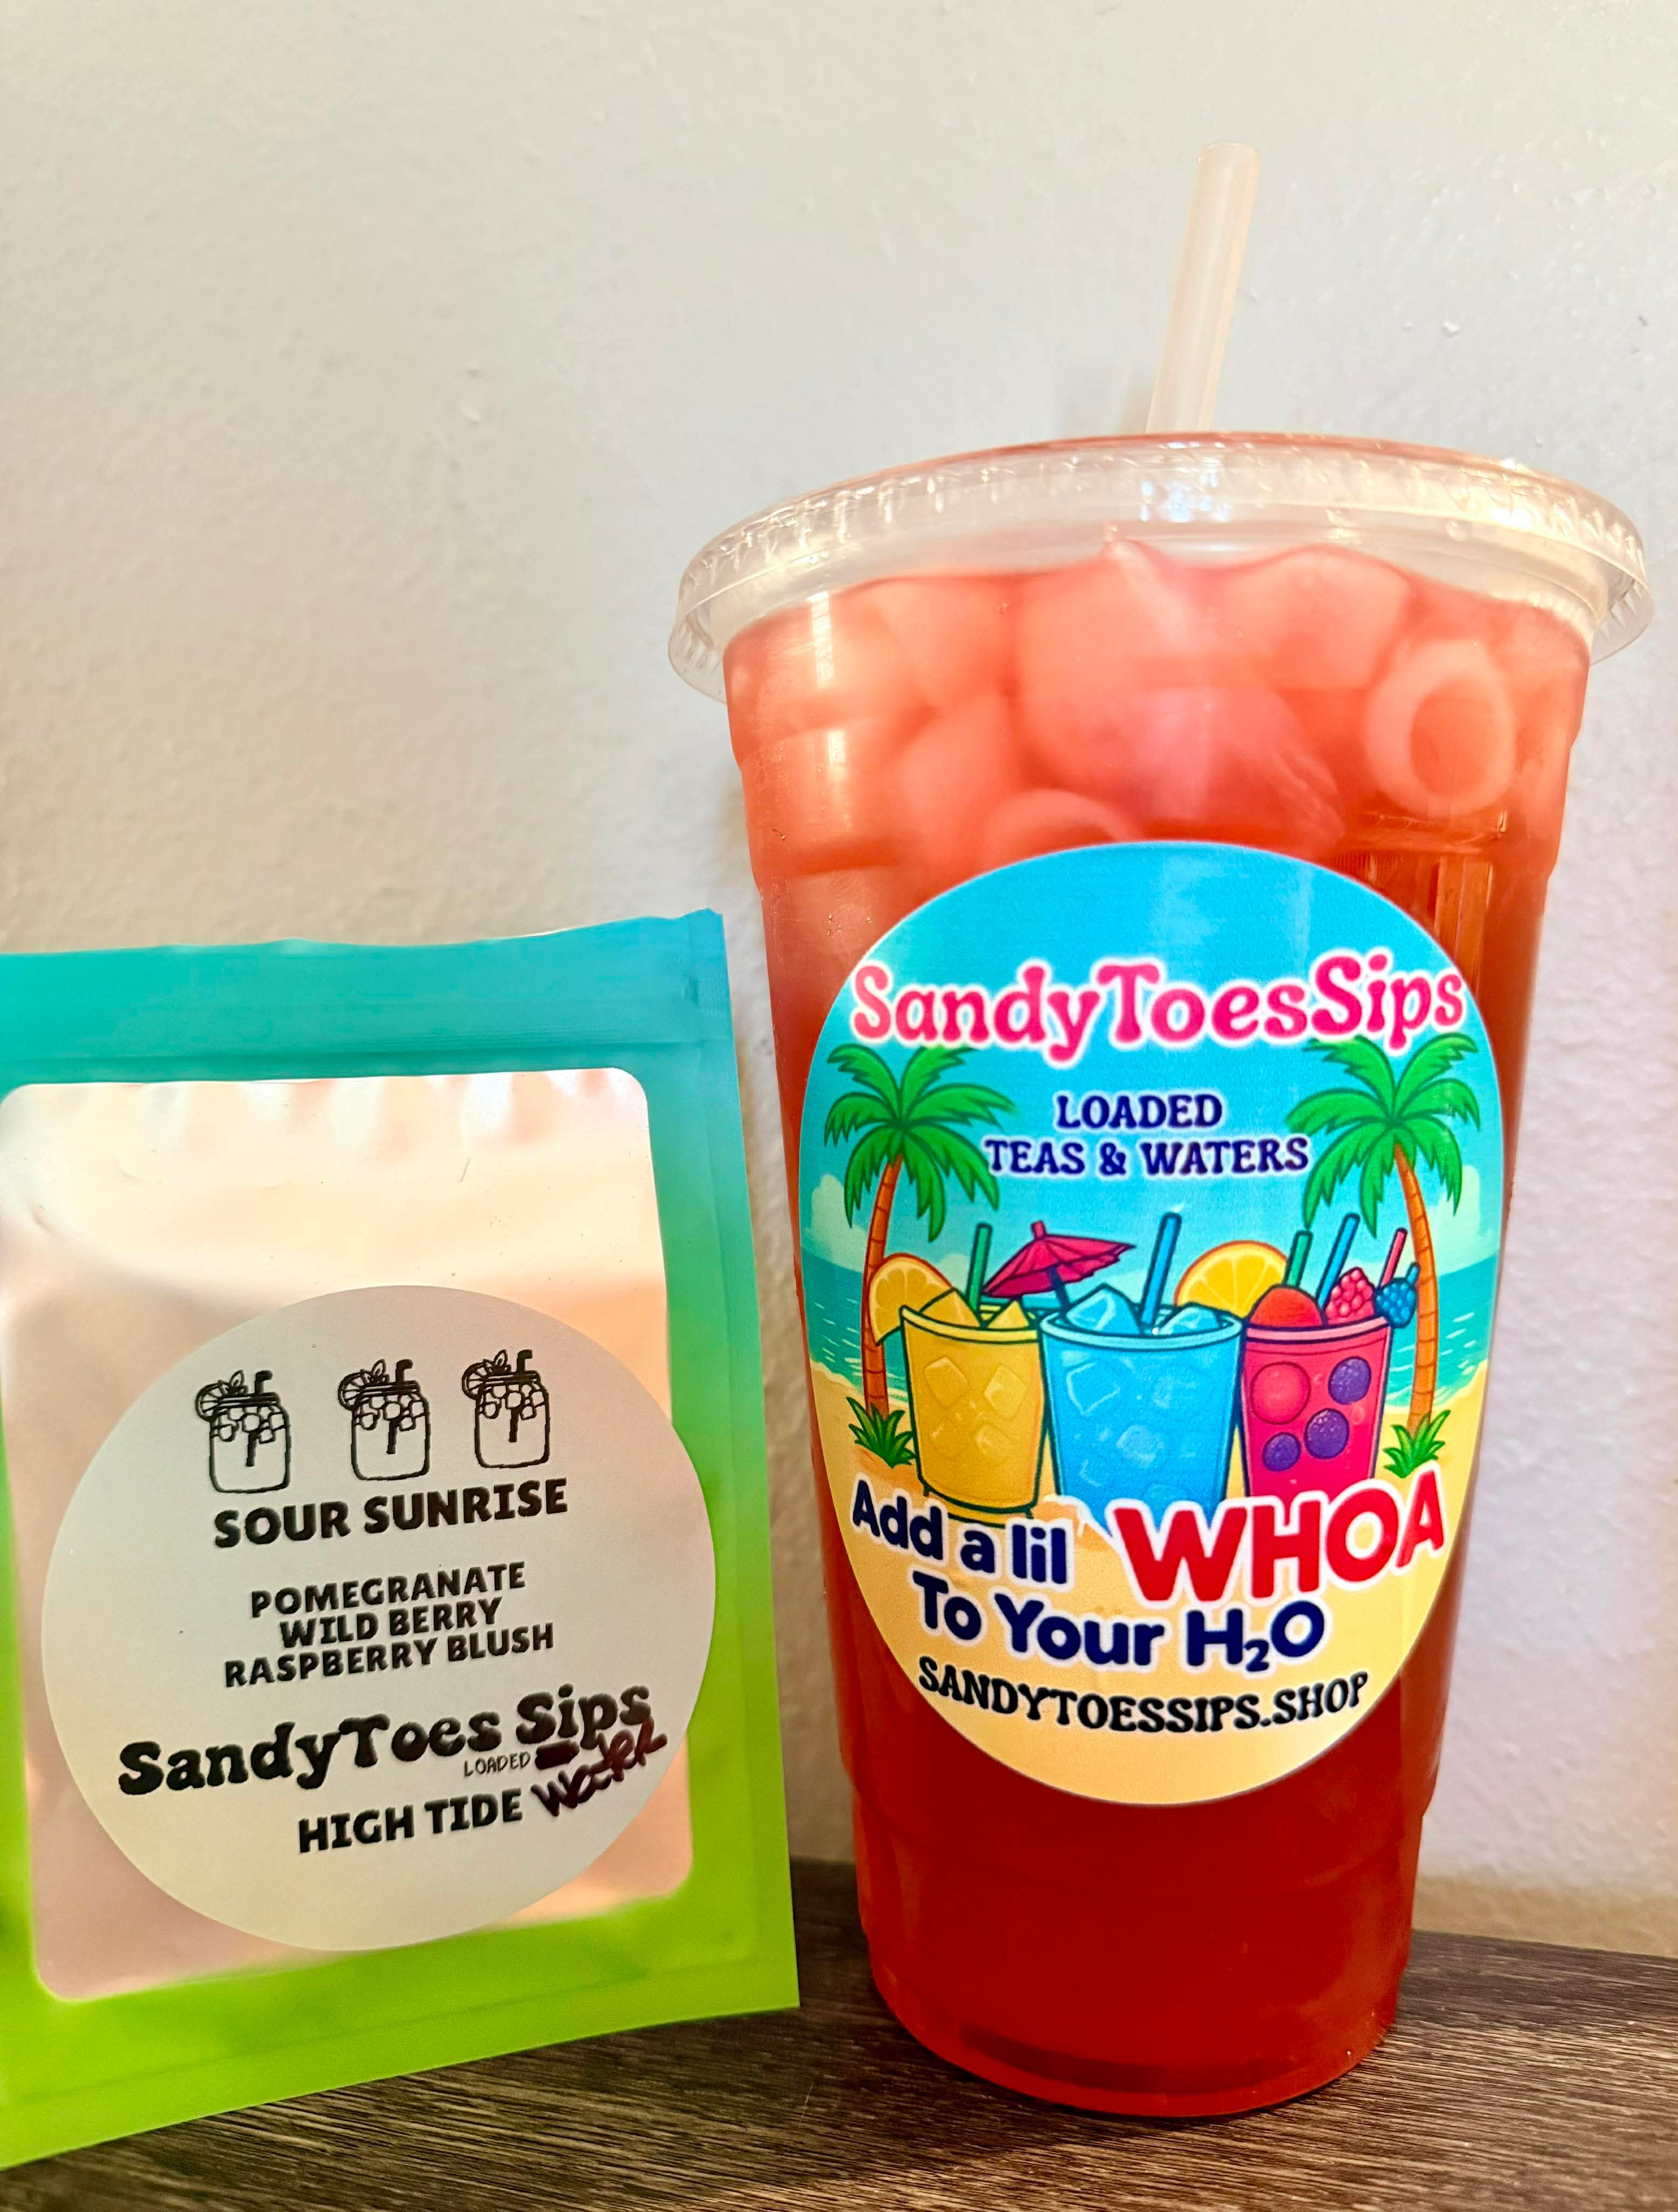 SOUR SUNRISE
POMEGRANATE
WILD BERRY
RASPBERRY BLUSH
SandyToes Sips
LOADED Water
HIGH TIDE
SandyToesSips
LOADED
TEAS & WATERS
Add a lil WHOA
To Your H₂O
SANDYTOESSIPS.SHOP